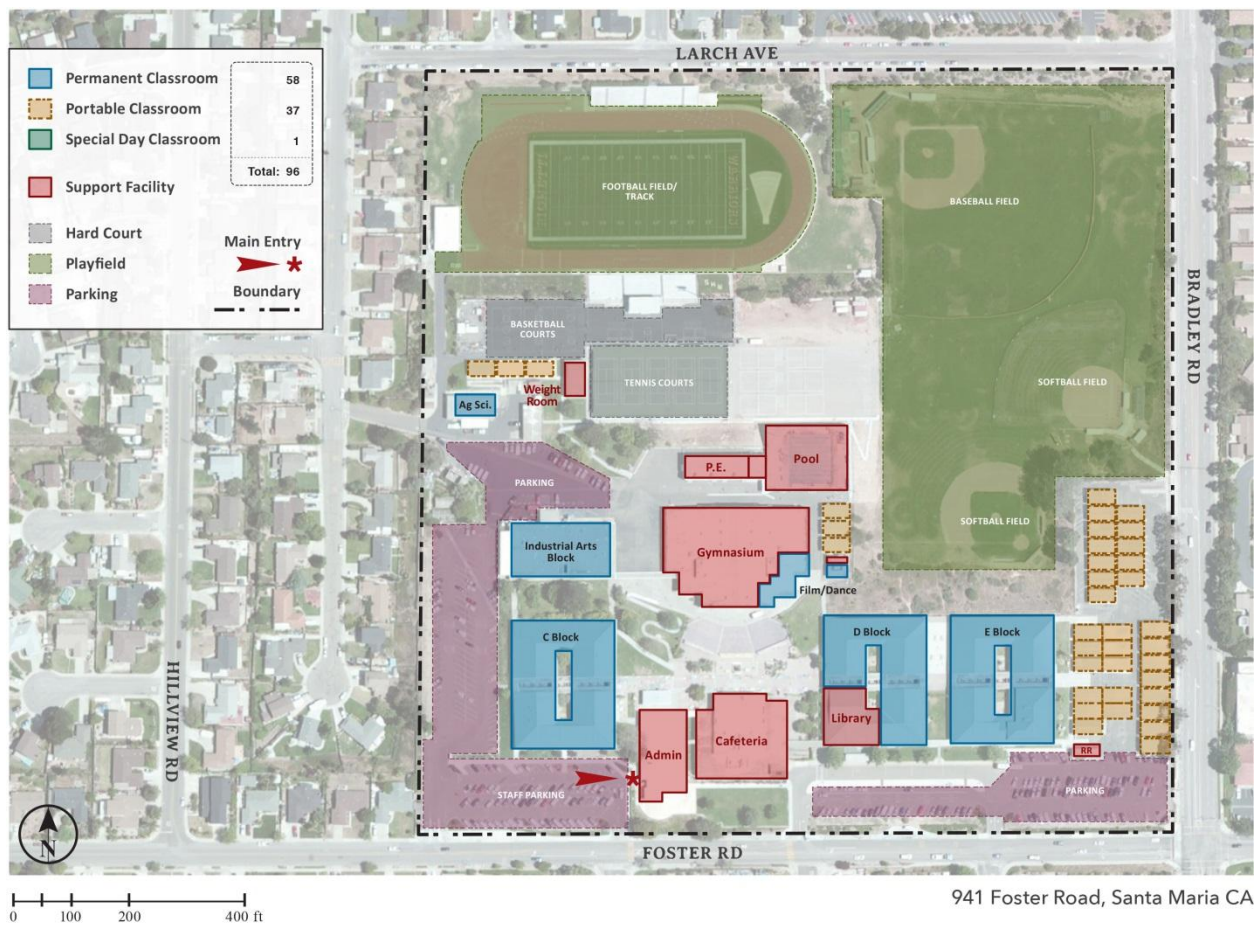 LARCH AVE
Permanent Classroom 58
Portable Classroom 37
Special Day Classroom 1
Total: 96
Support Facility
Hard Court
Playfield
Parking
Main Entry
*
Boundary
FOOTBALL FIELD/
TRACK
BASEBALL FIELD
BRADLEY RD
BASKETBALL
COURTS
TENNIS COURTS
SOFTBALL FIELD
Weight
Room
Ag Sci.
P.E.
Pool
PARKING
SOFTBALL FIELD
Industrial Arts
Block
Gymnasium
Film/Dance
C Block
D Block
E Block
HILLVIEW RD
Library
Admin
Cafeteria
RR
*
STAFF PARKING
PARKING
N
FOSTER RD
0 100 200 400 ft
941 Foster Road, Santa Maria CA